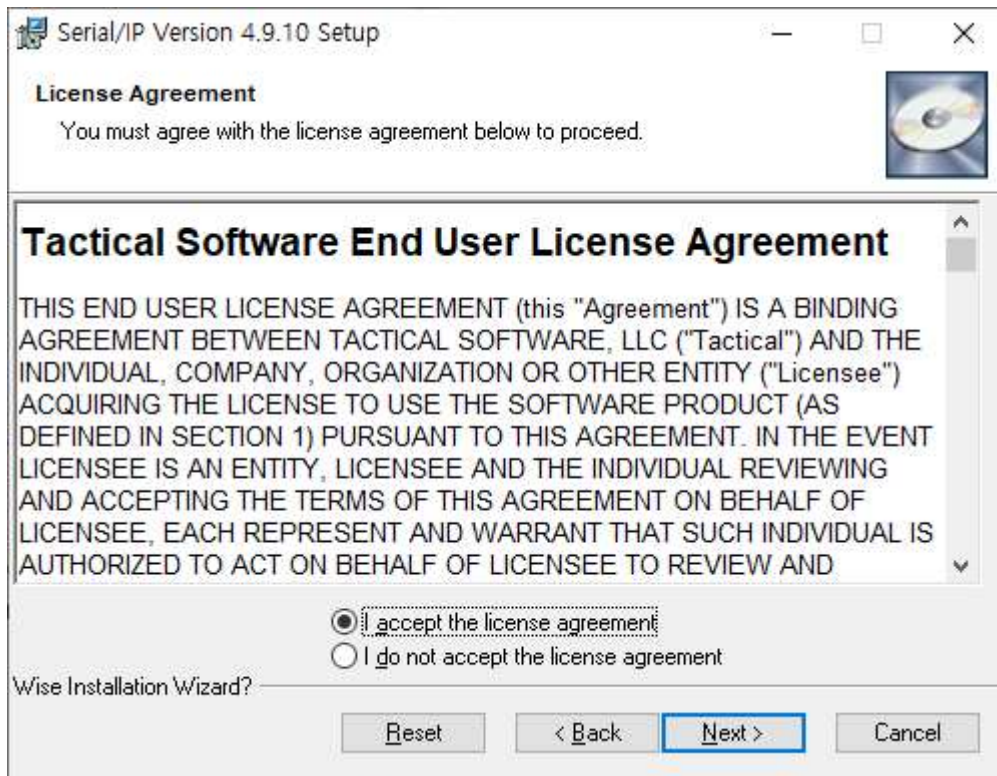 Serial/IP Version 4.9.10 Setup
License Agreement
You must agree with the license agreement below to proceed.
Tactical Software End User License Agreement
THIS END USER LICENSE AGREEMENT (this "Agreement") IS A BINDING
AGREEMENT BETWEEN TACTICAL SOFTWARE, LLC ("Tactical") AND THE
INDIVIDUAL, COMPANY, ORGANIZATION OR OTHER ENTITY ("Licensee")
ACQUIRING THE LICENSE TO USE THE SOFTWARE PRODUCT (AS
DEFINED IN SECTION 1) PURSUANT TO THIS AGREEMENT. IN THE EVENT
LICENSEE IS AN ENTITY, LICENSEE AND THE INDIVIDUAL REVIEWING
AND ACCEPTING THE TERMS OF THIS AGREEMENT ON BEHALF OF
LICENSEE, EACH REPRESENT AND WARRANT THAT SUCH INDIVIDUAL IS
AUTHORIZED TO ACT ON BEHALF OF LICENSEE TO REVIEW AND
I accept the license agreement
I do not accept the license agreement
Wise Installation Wizard?
Reset < Back Next > Cancel